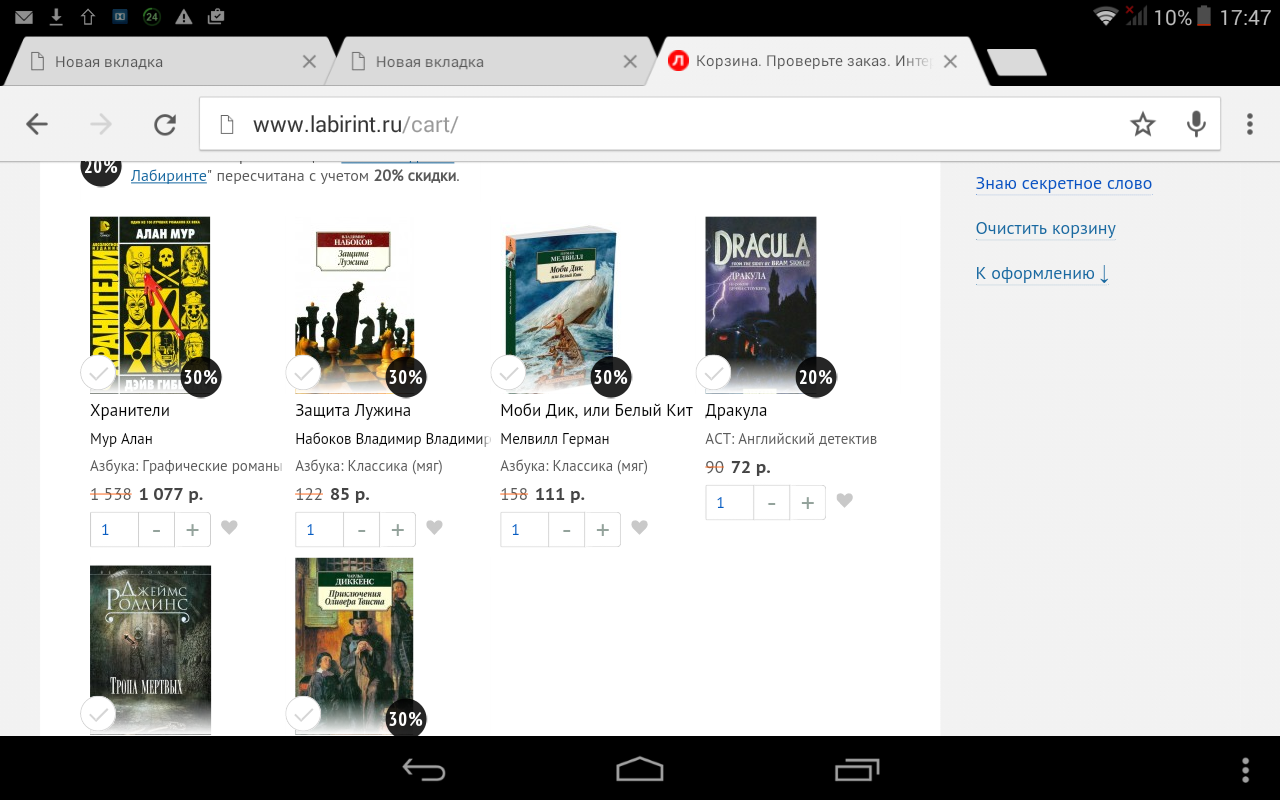 24
10%
17:47
Новая вкладка
Новая вкладка
Корзина. Проверьте заказ. Инте
www.labirint.ru/cart/
20%
Лабиринте" пересчитана с учетом 20% скидки.
Знаю секретное слово
Очистить корзину
К оформлению ↓
АЛАН МУР
ХРАНИТЕЛИ
30%
ВЛАДИМИР
НАБОКОВ
Защита
Лужина
30%
МЕЛВИЛЛ
Моби Дик,
или Белый Кит
30%
DRACULA
ДРАКУЛА
20%
Хранители
Мур Алан
Азбука: Графические романы
1 538 1 077 р.
1 - +
Защита Лужина
Набоков Владимир Владимир
Азбука: Классика (мяг)
122 85 р.
1 - +
Моби Дик, или Белый Кит
Мелвилл Герман
Азбука: Классика (мяг)
158 111 р.
1 - +
Дракула
АСТ: Английский детектив
90 72 р.
1 - +
ДЖЕЙМС
РОЛЛИНС
ТРОПА МЕРТВЫХ
ЧАРЛЬЗ
ДИККЕНС
Приключения
Оливера Твиста
30%